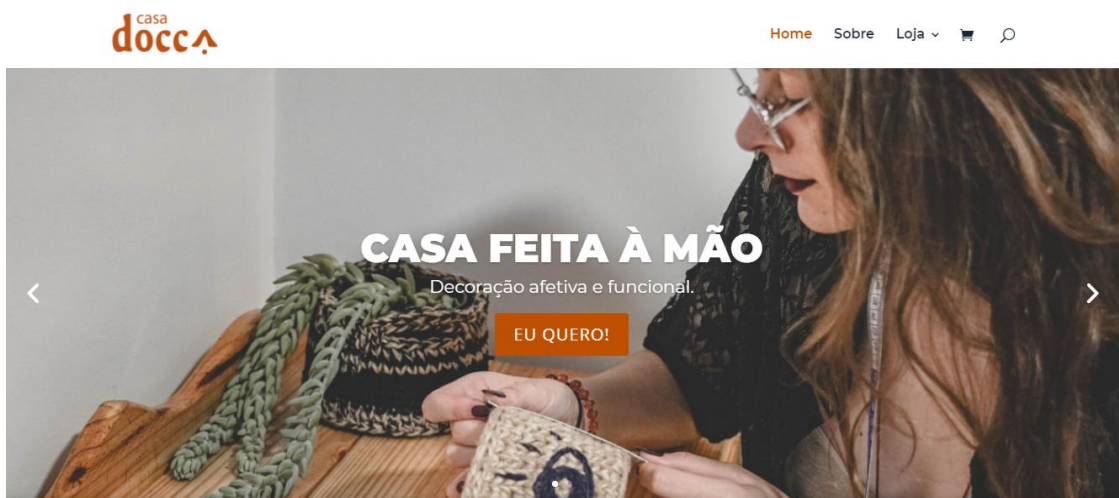 casa
docca
Home Sobre Loja
CASA FEITA À MÃO
Decoração afetiva e funcional.
EU QUERO!